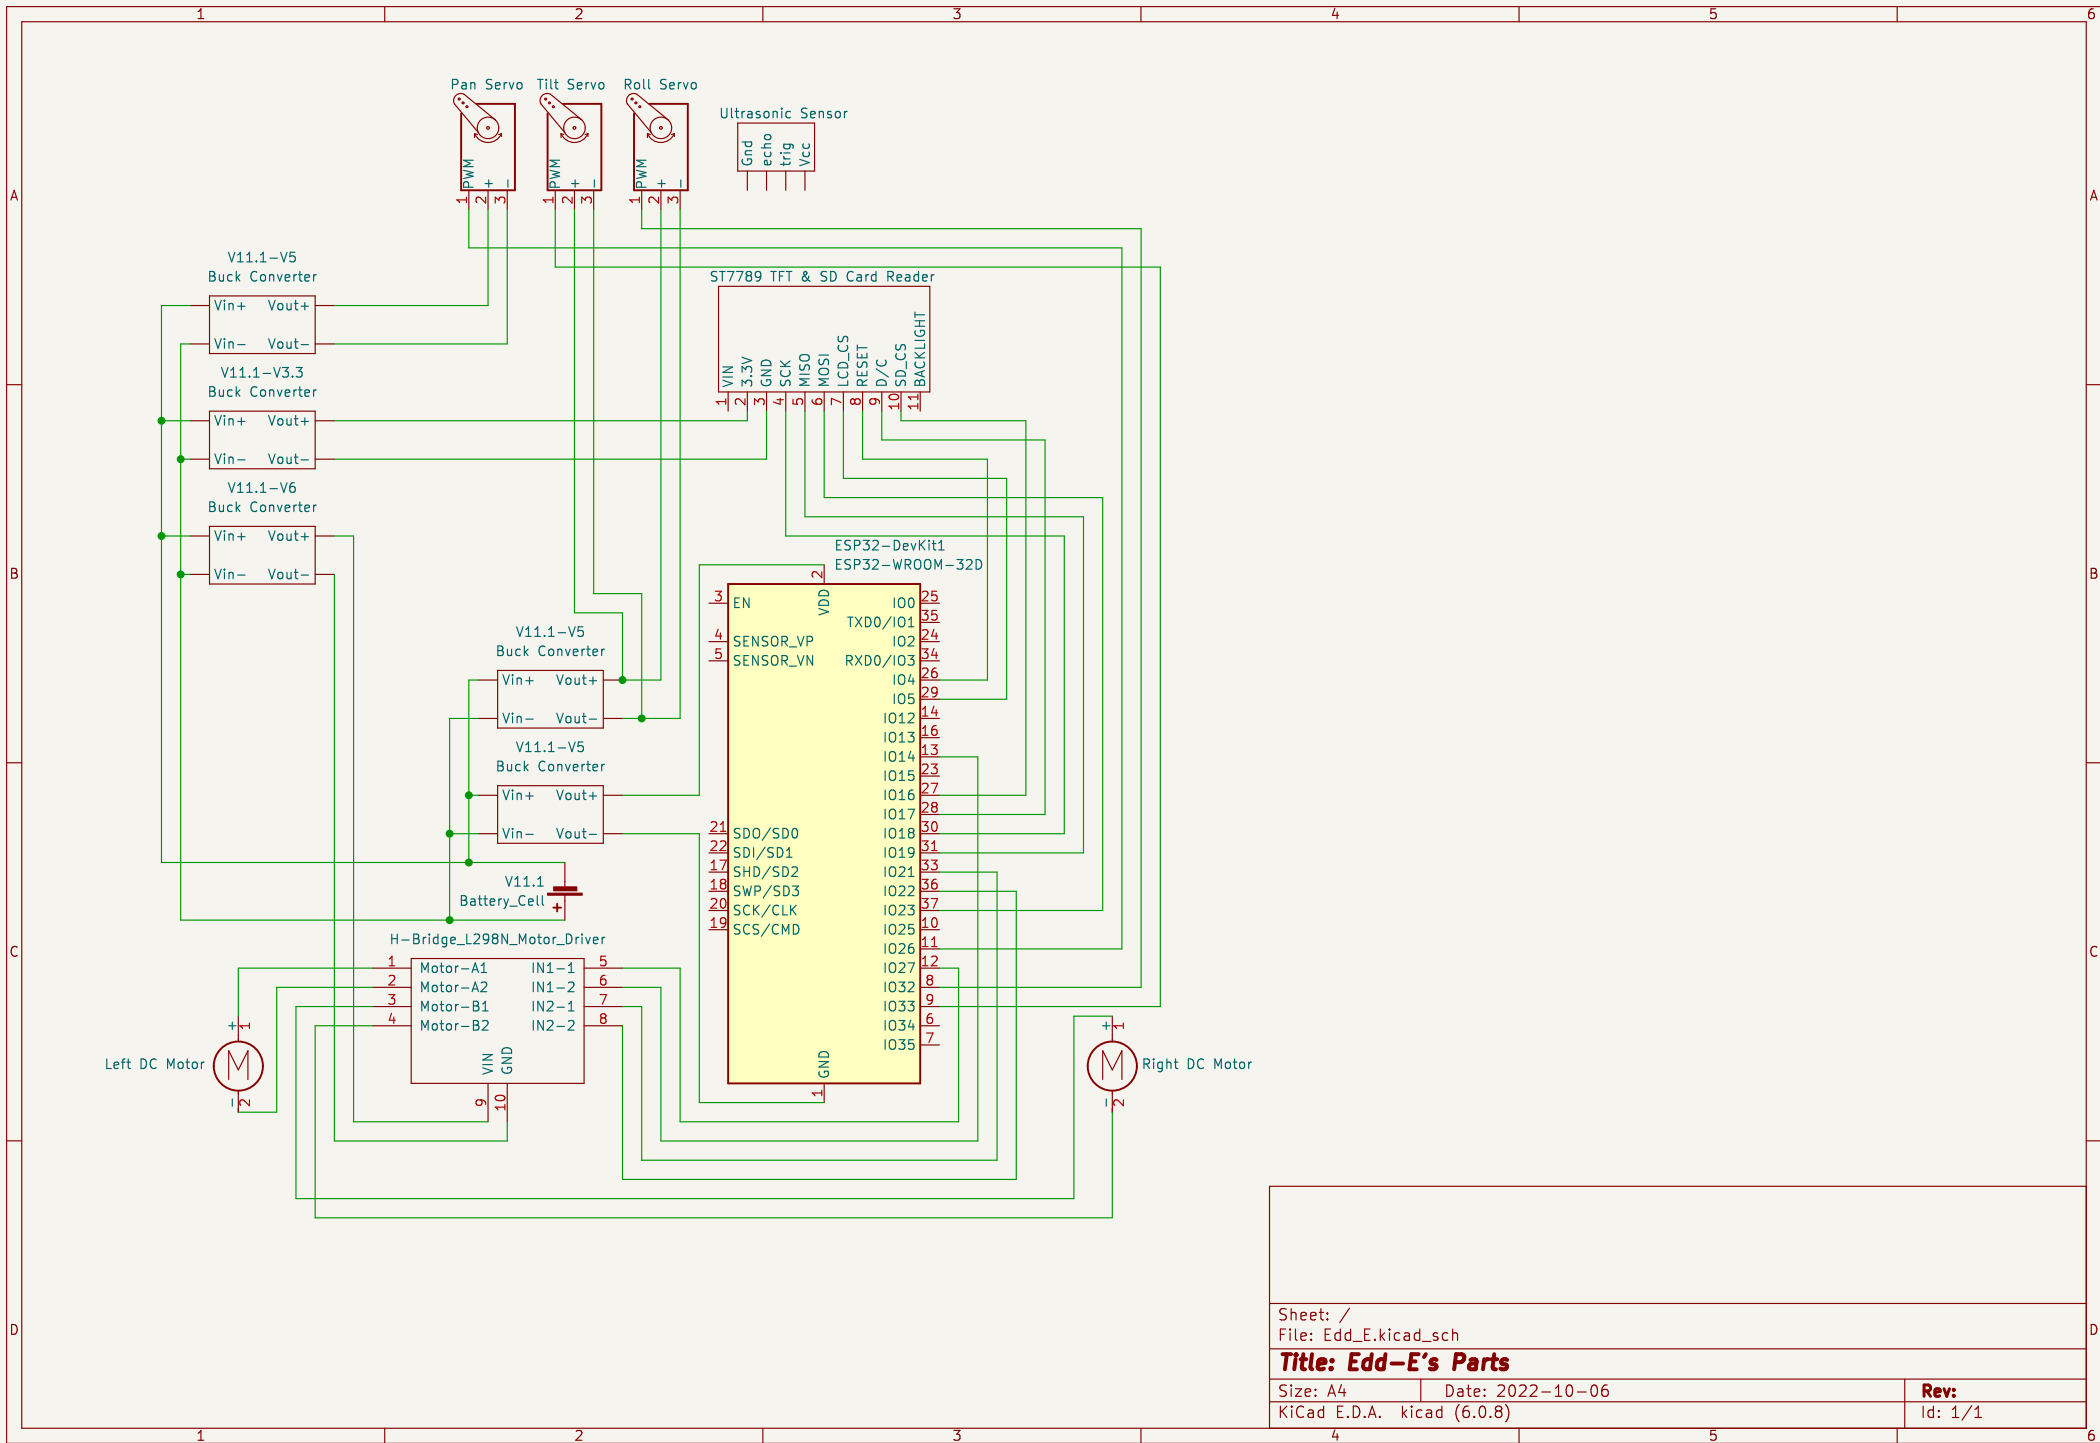 1 2 3 4 5 6
Pan Servo Tilt Servo Roll Servo
Ultrasonic Sensor
Gnd echo trig Vcc
PWM + − PWM + − PWM + −
1 2 3 1 2 3 1 2 3
A A
V11.1−V5
Buck Converter
Vin+ Vout+
Vin− Vout−
ST7789 TFT & SD Card Reader
VIN 3.3V GND SCK MISO MOSI LCD_CS RESET D/C SD_CS BACKLIGHT
1 2 3 4 5 6 7 8 9 10 11
V11.1−V3.3
Buck Converter
Vin+ Vout+
Vin− Vout−
V11.1−V6
Buck Converter
Vin+ Vout+
Vin− Vout−
B B
ESP32−DevKit1
ESP32−WROOM−32D
2
VDD
3 EN
4 SENSOR_VP
5 SENSOR_VN
21 SDO/SD0
22 SDI/SD1
17 SHD/SD2
18 SWP/SD3
20 SCK/CLK
19 SCS/CMD
IO0 25
TXD0/IO1 35
IO2 24
RXD0/IO3 34
IO4 26
IO5 29
IO12 14
IO13 16
IO14 13
IO15 23
IO16 27
IO17 28
IO18 30
IO19 31
IO21 33
IO22 36
IO23 37
IO25 10
IO26 11
IO27 12
IO32 8
IO33 9
IO34 6
IO35 7
GND
1
V11.1−V5
Buck Converter
Vin+ Vout+
Vin− Vout−
V11.1−V5
Buck Converter
Vin+ Vout+
Vin− Vout−
V11.1
Battery_Cell
+
C C
H−Bridge_L298N_Motor_Driver
1 Motor−A1 IN1−1 5
2 Motor−A2 IN1−2 6
3 Motor−B1 IN2−1 7
4 Motor−B2 IN2−2 8
VIN GND
9 10
+ 1
Left DC Motor M
− 2
+ 1
M Right DC Motor
− 2
D D
Sheet: /
File: Edd_E.kicad_sch
Title: Edd−E's Parts
Size: A4 Date: 2022−10−06 Rev:
KiCad E.D.A. kicad (6.0.8) Id: 1/1
1 2 3 4 5 6